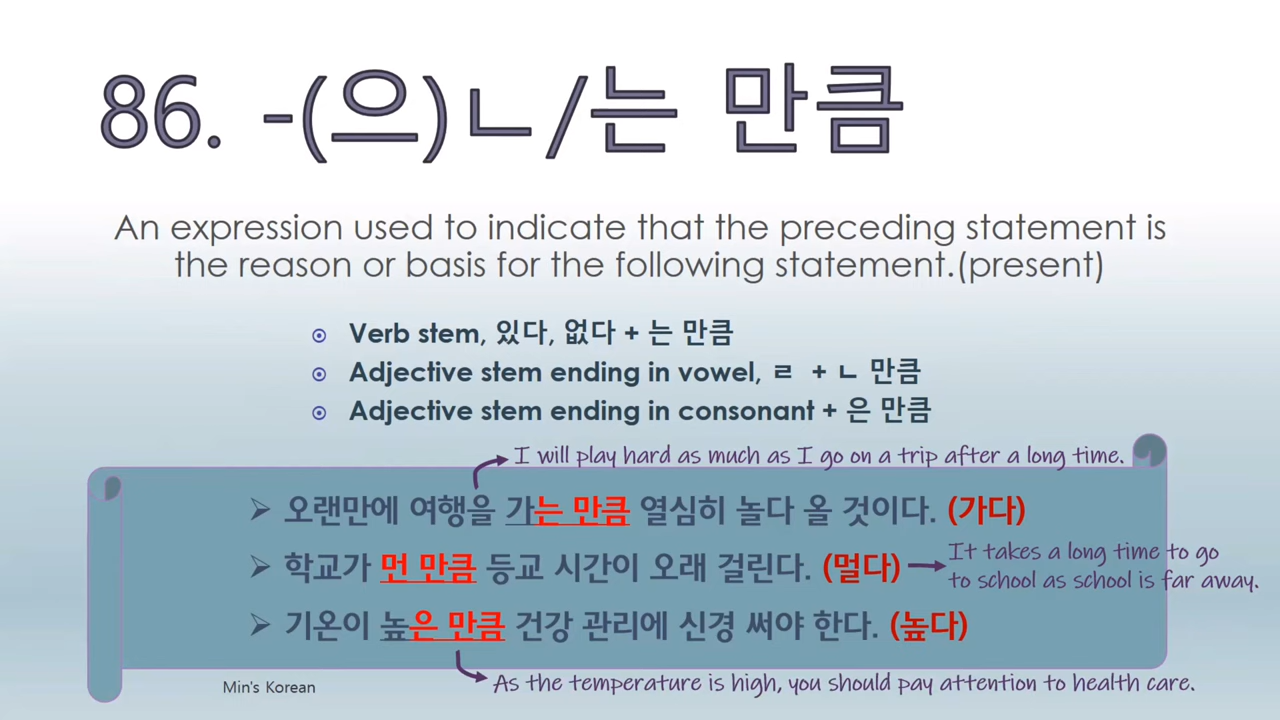 86. -(으)ㄴ/는 만큼
An expression used to indicate that the preceding statement is
the reason or basis for the following statement.(present)
Verb stem, 있다, 없다 + 는 만큼
Adjective stem ending in vowel, ㄹ + ㄴ 만큼
Adjective stem ending in consonant + 은 만큼
I will play hard as much as I go on a trip after a long time.
오랜만에 여행을 가는 만큼 열심히 놀다 올 것이다. (가다)
학교가 먼 만큼 등교 시간이 오래 걸린다. (멀다)
It takes a long time to go
to school as school is far away.
기온이 높은 만큼 건강 관리에 신경 써야 한다. (높다)
As the temperature is high, you should pay attention to health care.
Min's Korean